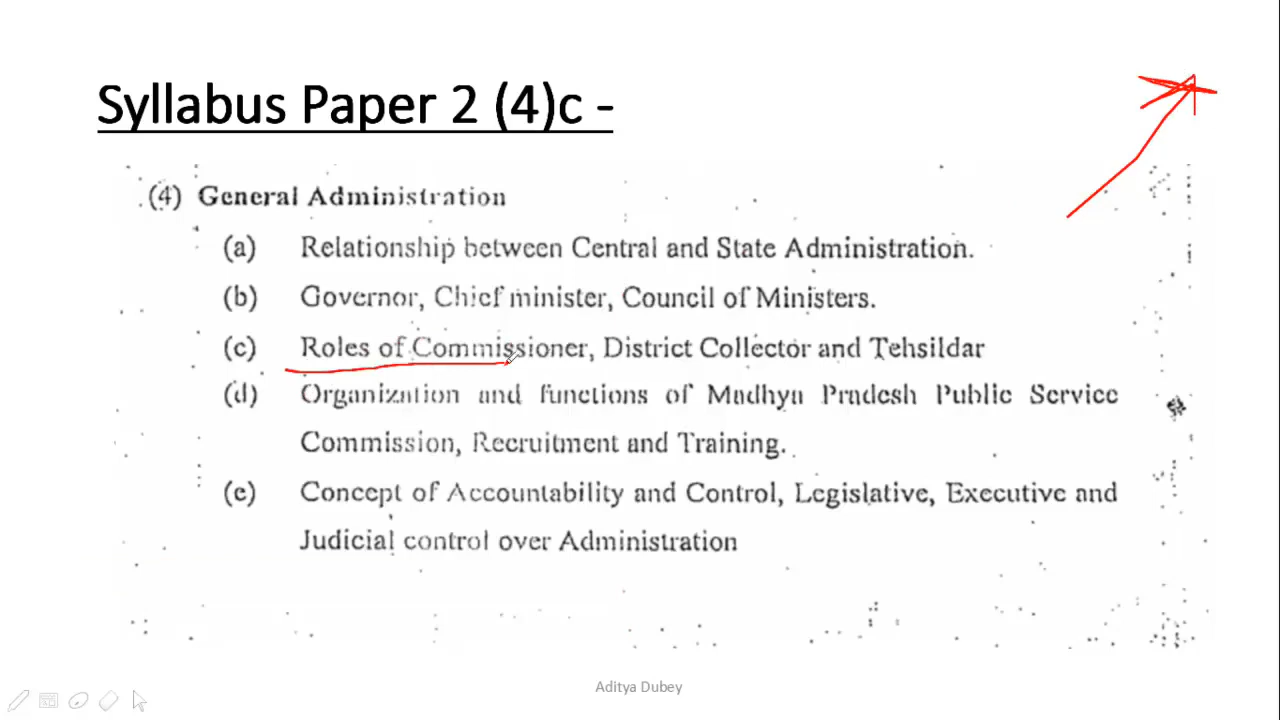 Syllabus Paper 2 (4)c -
(4) General Administration
(a) Relationship between Central and State Administration.
(b) Governor, Chief minister, Council of Ministers.
(c) Roles of Commissioner, District Collector and Tehsildar
(d) Organization and functions of Madhya Pradesh Public Service
Commission, Recruitment and Training.
(e) Concept of Accountability and Control, Legislative, Executive and
Judicial control over Administration
Aditya Dubey